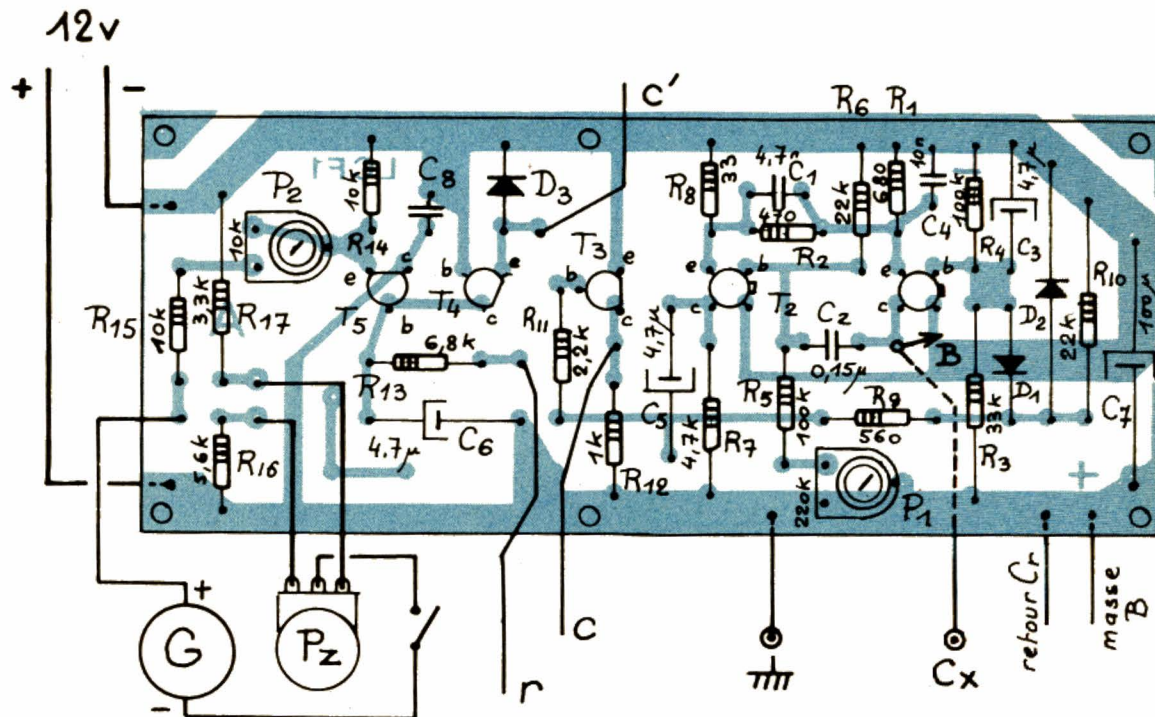 12v
+
-
C'
R6
R1
LCF1
P2
10k
10k
R14
C8
D3
R8
33
4,7n
C1
470
R2
22k
680
10n
C4
100k
R4
4,7µ
C3
R15
10k
3,3k
R17
e
c
b
T5
b
T4
e
c
T3
b
e
c
R11
2,2k
4,7µ
C5
e
b
c
T2
C2
0,15µ
e
b
c
B
D2
D1
R10
22k
100µ
C7
R13
6,8k
4.7µ
C6
5,6k
R16
1k
R12
4,7k
R7
R5
100k
R9
560
33k
R3
220k
P1
+
+
G
-
Pz
r
C
Cx
retour Cr
masse B